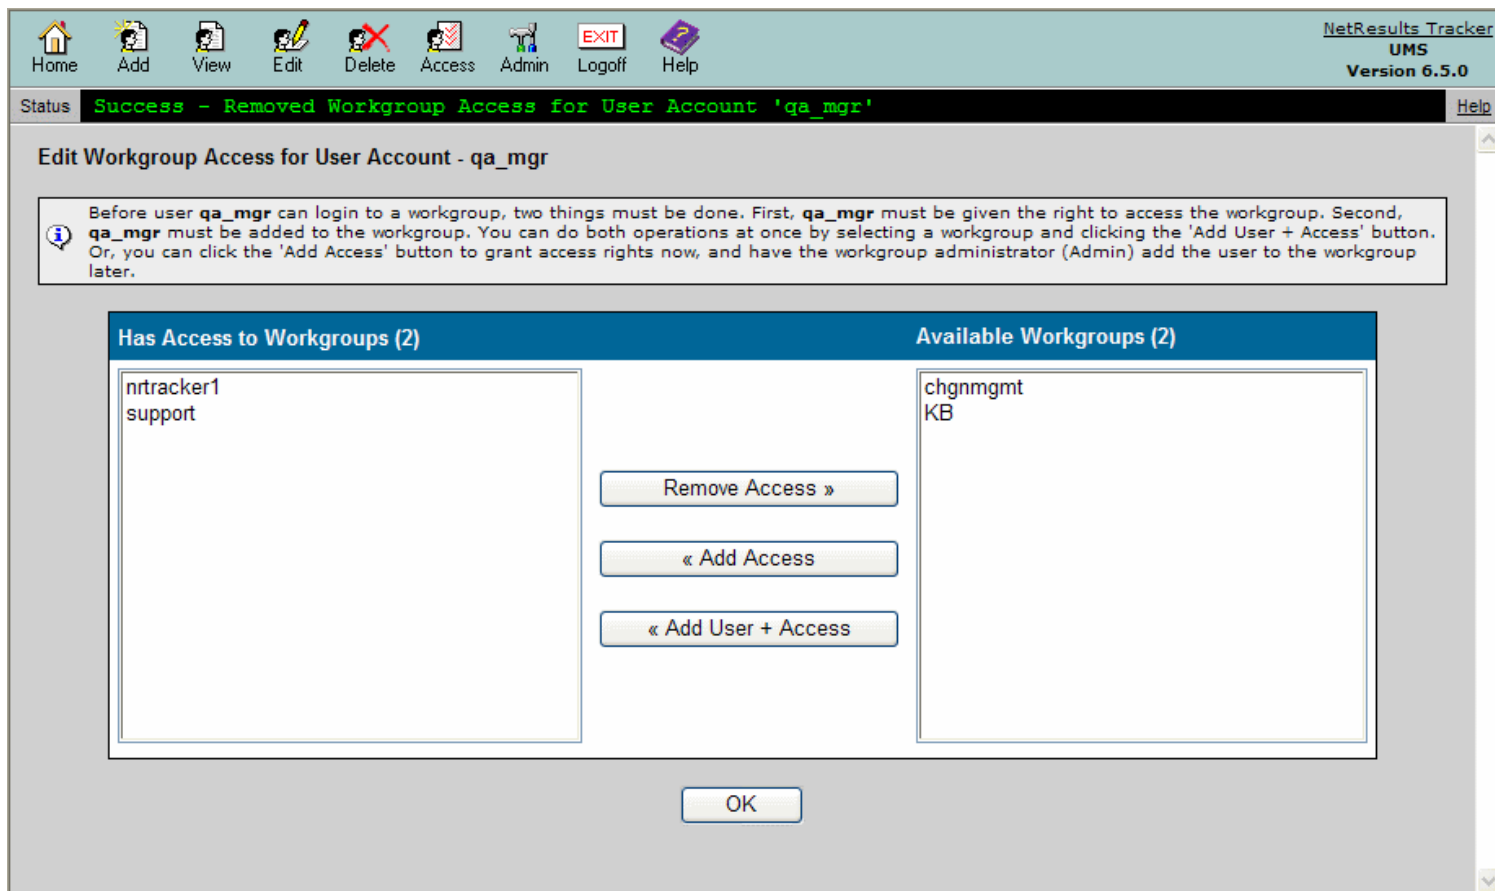 Home Add View Edit Delete Access Admin EXIT Logoff Help
NetResults Tracker
UMS
Version 6.5.0
Status Success - Removed Workgroup Access for User Account 'qa_mgr' Help
Edit Workgroup Access for User Account - qa_mgr
Before user qa_mgr can login to a workgroup, two things must be done. First, qa_mgr must be given the right to access the workgroup. Second,
qa_mgr must be added to the workgroup. You can do both operations at once by selecting a workgroup and clicking the 'Add User + Access' button.
Or, you can click the 'Add Access' button to grant access rights now, and have the workgroup administrator (Admin) add the user to the workgroup
later.
Has Access to Workgroups (2)
Available Workgroups (2)
nrtracker1
support
chgnmgmt
KB
Remove Access »
« Add Access
« Add User + Access
OK